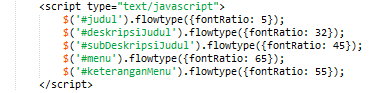 <script type="text/javascript">
$('#judul').flowtype({fontRatio: 5});
$('#deskripsiJudul').flowtype({fontRatio: 32});
$('#subDeskripsiJudul').flowtype({fontRatio: 45});
$('#menu').flowtype({fontRatio: 65});
$('#keteranganMenu').flowtype({fontRatio: 55});
</script>